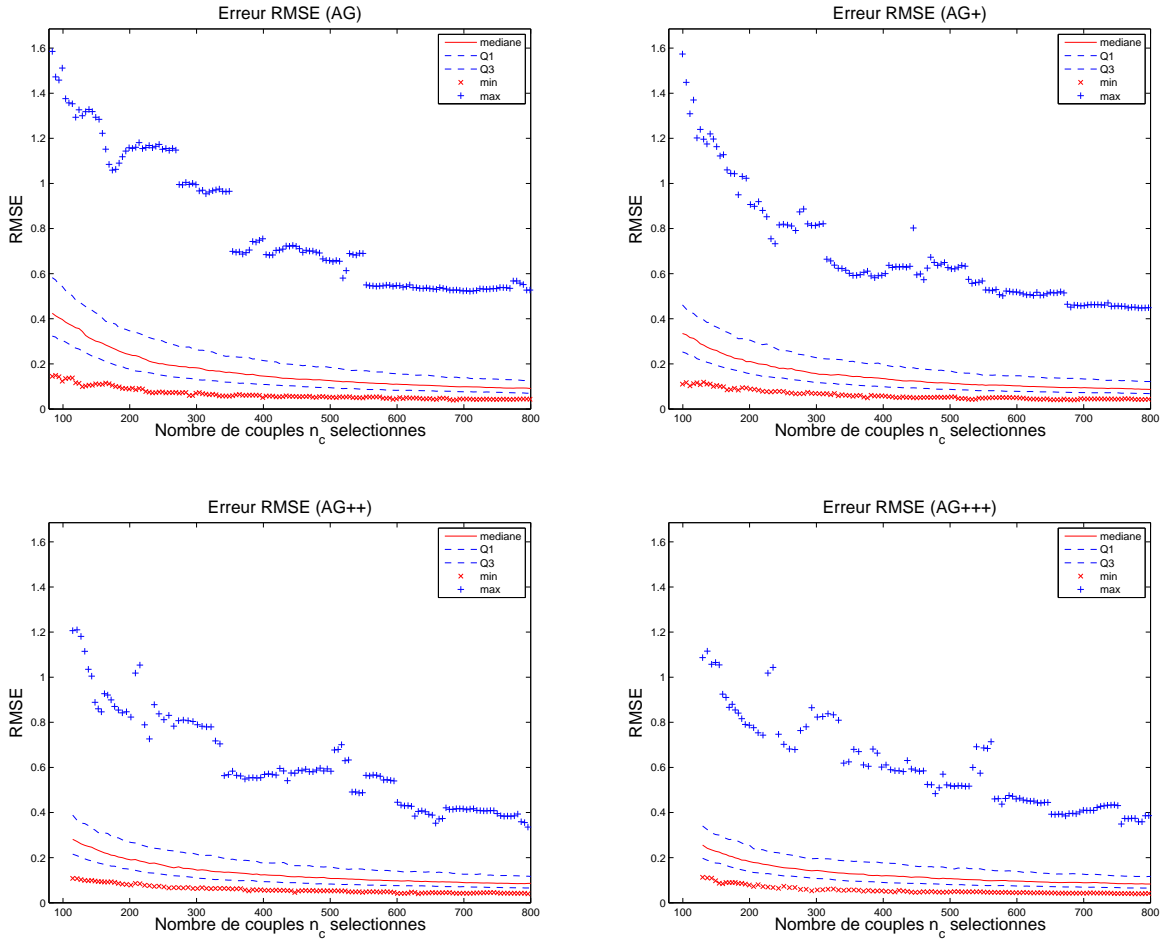 Erreur RMSE (AG)
RMSE
1.6
1.4
1.2
1
0.8
0.6
0.4
0.2
0
mediane
Q1
Q3
min
max
100 200 300 400 500 600 700 800
Nombre de couples n_c selectionnes
Erreur RMSE (AG+)
RMSE
1.6
1.4
1.2
1
0.8
0.6
0.4
0.2
0
mediane
Q1
Q3
min
max
100 200 300 400 500 600 700 800
Nombre de couples n_c selectionnes
Erreur RMSE (AG++)
RMSE
1.6
1.4
1.2
1
0.8
0.6
0.4
0.2
0
mediane
Q1
Q3
min
max
100 200 300 400 500 600 700 800
Nombre de couples n_c selectionnes
Erreur RMSE (AG+++)
RMSE
1.6
1.4
1.2
1
0.8
0.6
0.4
0.2
0
mediane
Q1
Q3
min
max
100 200 300 400 500 600 700 800
Nombre de couples n_c selectionnes